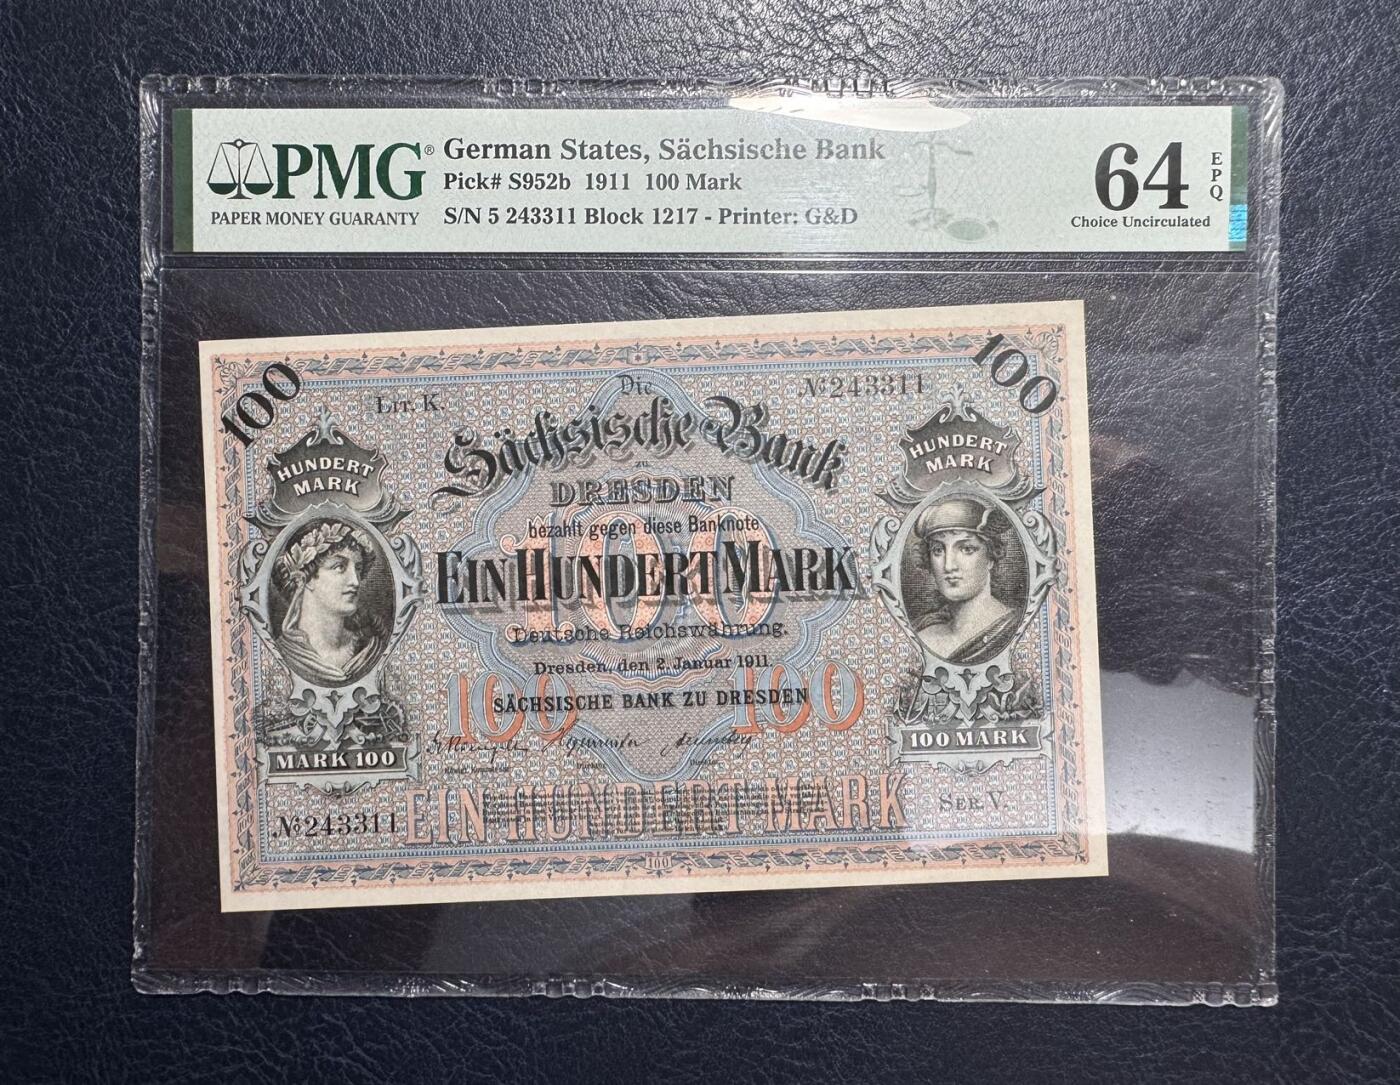 PMG®
PAPER MONEY GUARANTY
German States, Sächsische Bank
Pick# S952b 1911 100 Mark
S/N 5 243311 Block 1217 - Printer: G&D
64
EPQ
Choice Uncirculated
100
100
LIT. K.
Die
№243311
Sächsische Bank
HUNDERT
MARK
HUNDERT
MARK
zu
DRESDEN
bezahlt gegen diese Banknote
100
EIN HUNDERT MARK
Deutsche Reichswährung.
Dresden, den 2. Januar 1911.
100
100
SÄCHSISCHE BANK ZU DRESDEN
MARK 100
100 MARK
№243311
EIN HUNDERT MARK
SER. V.
100